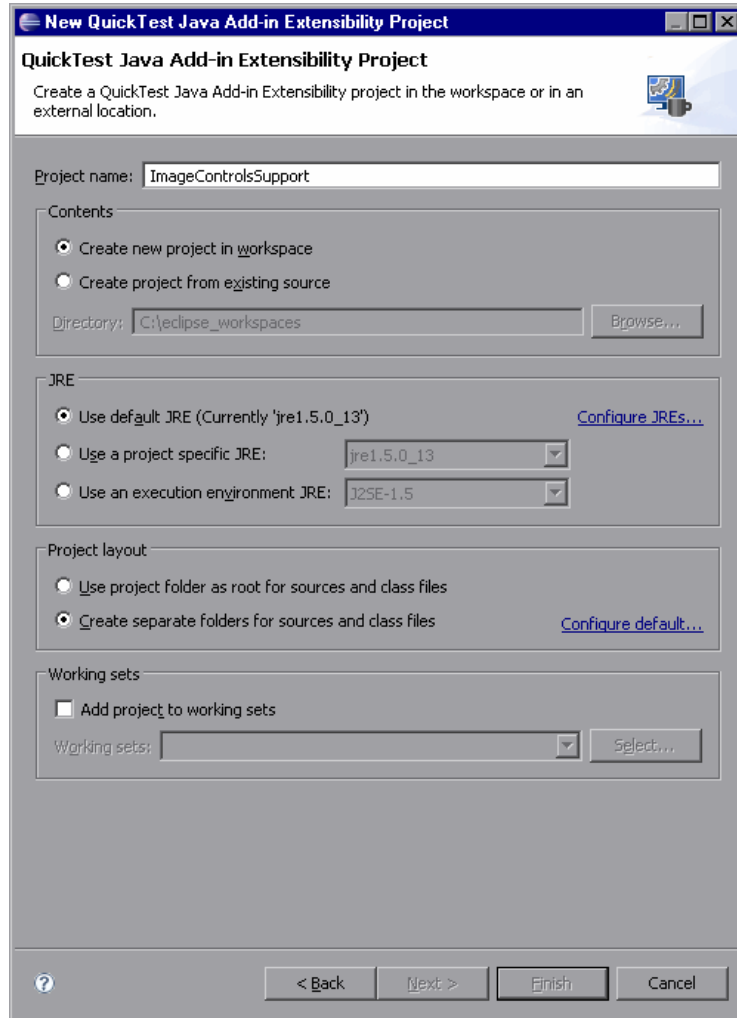 New QuickTest Java Add-in Extensibility Project
QuickTest Java Add-in Extensibility Project
Create a QuickTest Java Add-in Extensibility project in the workspace or in an
external location.
Project name: ImageControlsSupport
Contents
Create new project in workspace
Create project from existing source
Directory: C:\eclipse_workspaces Browse...
JRE
Use default JRE (Currently 'jre1.5.0_13') Configure JREs...
Use a project specific JRE: jre1.5.0_13
Use an execution environment JRE: J2SE-1.5
Project layout
Use project folder as root for sources and class files
Create separate folders for sources and class files Configure default...
Working sets
Add project to working sets
Working sets: Select...
? < Back Next > Finish Cancel